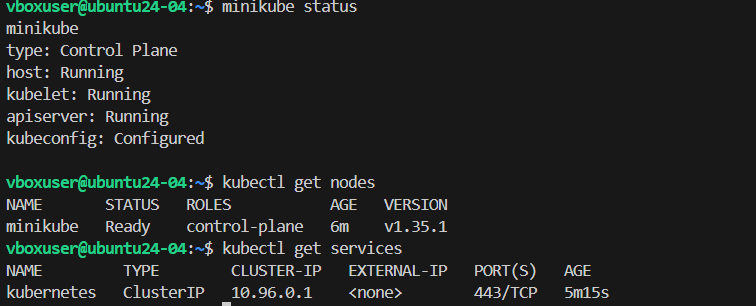 vboxuser@ubuntu24-04:~$ minikube status
minikube
type: Control Plane
host: Running
kubelet: Running
apiserver: Running
kubeconfig: Configured

vboxuser@ubuntu24-04:~$ kubectl get nodes
NAME       STATUS   ROLES           AGE   VERSION
minikube   Ready    control-plane   6m    v1.35.1
vboxuser@ubuntu24-04:~$ kubectl get services
NAME         TYPE        CLUSTER-IP   EXTERNAL-IP   PORT(S)   AGE
kubernetes   ClusterIP   10.96.0.1    <none>        443/TCP   5m15s